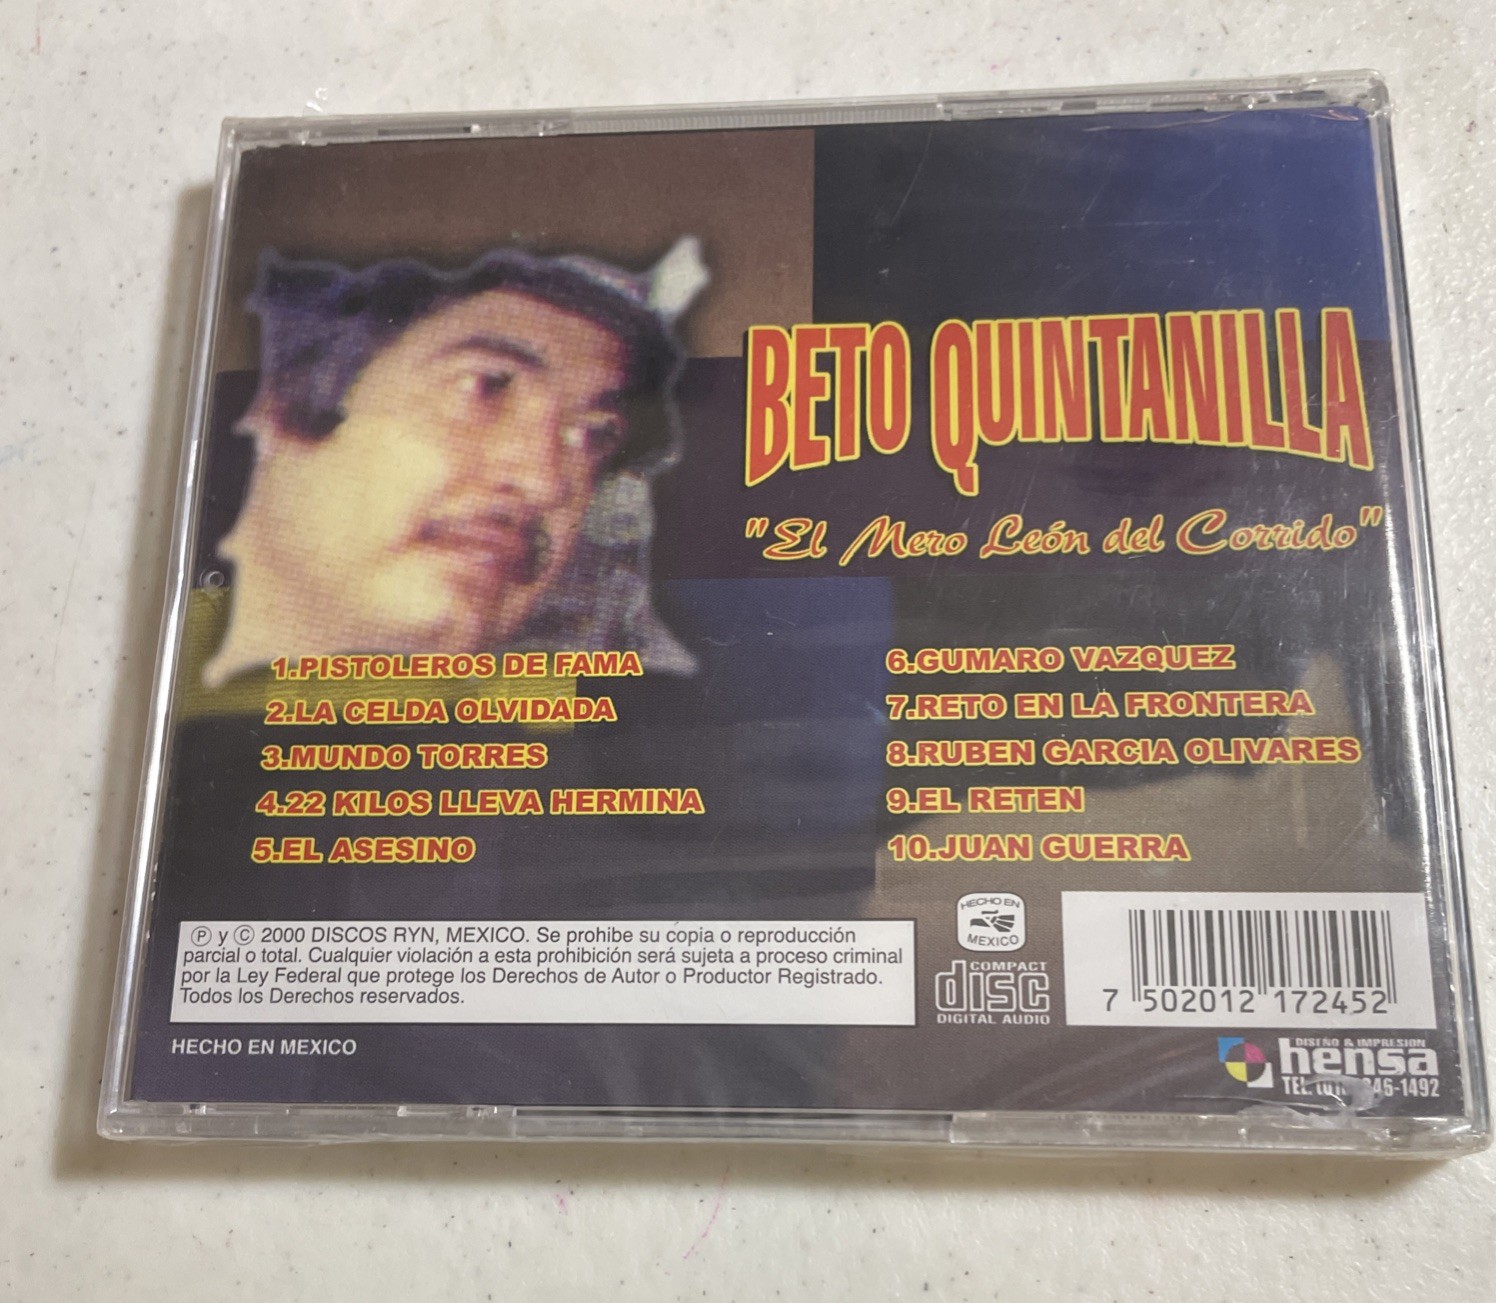 BETO QUINTANILLA
"El Mero León del Corrido"
1.PISTOLEROS DE FAMA
2.LA CELDA OLVIDADA
3.MUNDO TORRES
4.22 KILOS LLEVA HERMINA
5.EL ASESINO
6.GUMARO VAZQUEZ
7.RETO EN LA FRONTERA
8.RUBEN GARCIA OLIVARES
9.EL RETEN
10.JUAN GUERRA
Ⓟ y © 2000 DISCOS RYN, MEXICO. Se prohibe su copia o reproducción
parcial o total. Cualquier violación a esta prohibición será sujeta a proceso criminal
por la Ley Federal que protege los Derechos de Autor o Productor Registrado.
Todos los Derechos reservados.
HECHO EN MEXICO
HECHO EN
MEXICO
COMPACT
disc
DIGITAL AUDIO
7 502012 172452
DISEÑO & IMPRESION
hensa
TEL. 346-1492